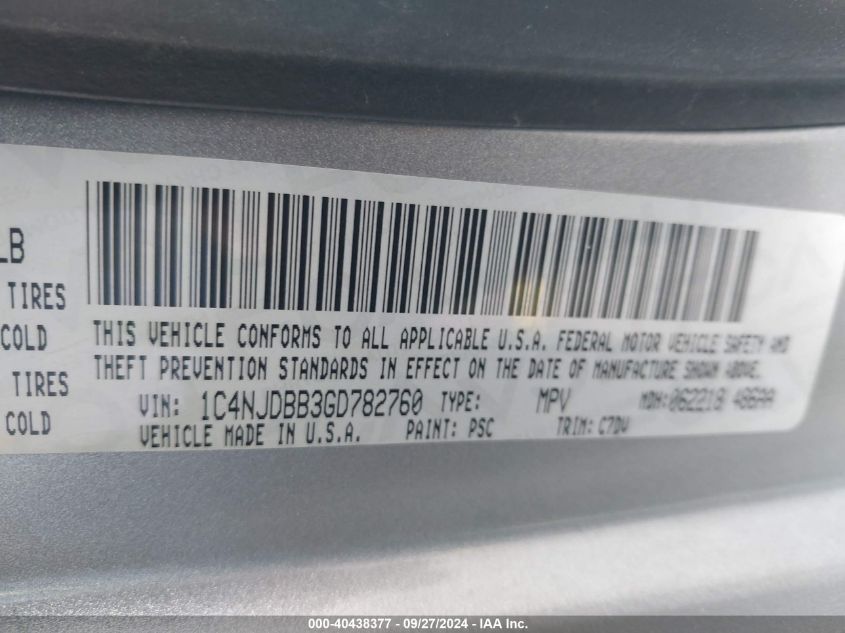 LB
TIRES
COLD
TIRES
COLD
THIS VEHICLE CONFORMS TO ALL APPLICABLE U.S.A. FEDERAL MOTOR VEHICLE SAFETY AND
THEFT PREVENTION STANDARDS IN EFFECT ON THE DATE OF MANUFACTURE SHOWN ABOVE.
VIN: 1C4NJDBB3GD782760 TYPE: MPV MDH: 062218 486AA
VEHICLE MADE IN U.S.A. PAINT: PSC TRIM: C7DV
000-40438377 - 09/27/2024 - IAA Inc.